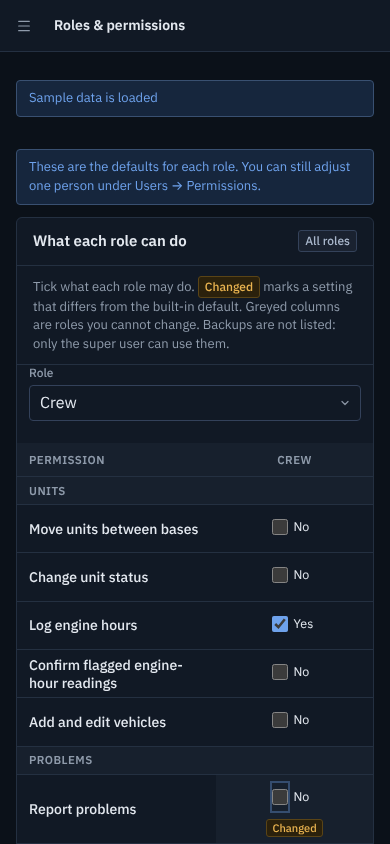 Roles & permissions
Sample data is loaded
These are the defaults for each role. You can still adjust
one person under Users → Permissions.
What each role can do
All roles
Tick what each role may do. Changed marks a setting
that differs from the built-in default. Greyed columns
are roles you cannot change. Backups are not listed:
only the super user can use them.
Role
Crew
PERMISSION CREW
UNITS
Move units between bases No
Change unit status No
Log engine hours Yes
Confirm flagged engine-
hour readings No
Add and edit vehicles No
PROBLEMS
Report problems No
Changed